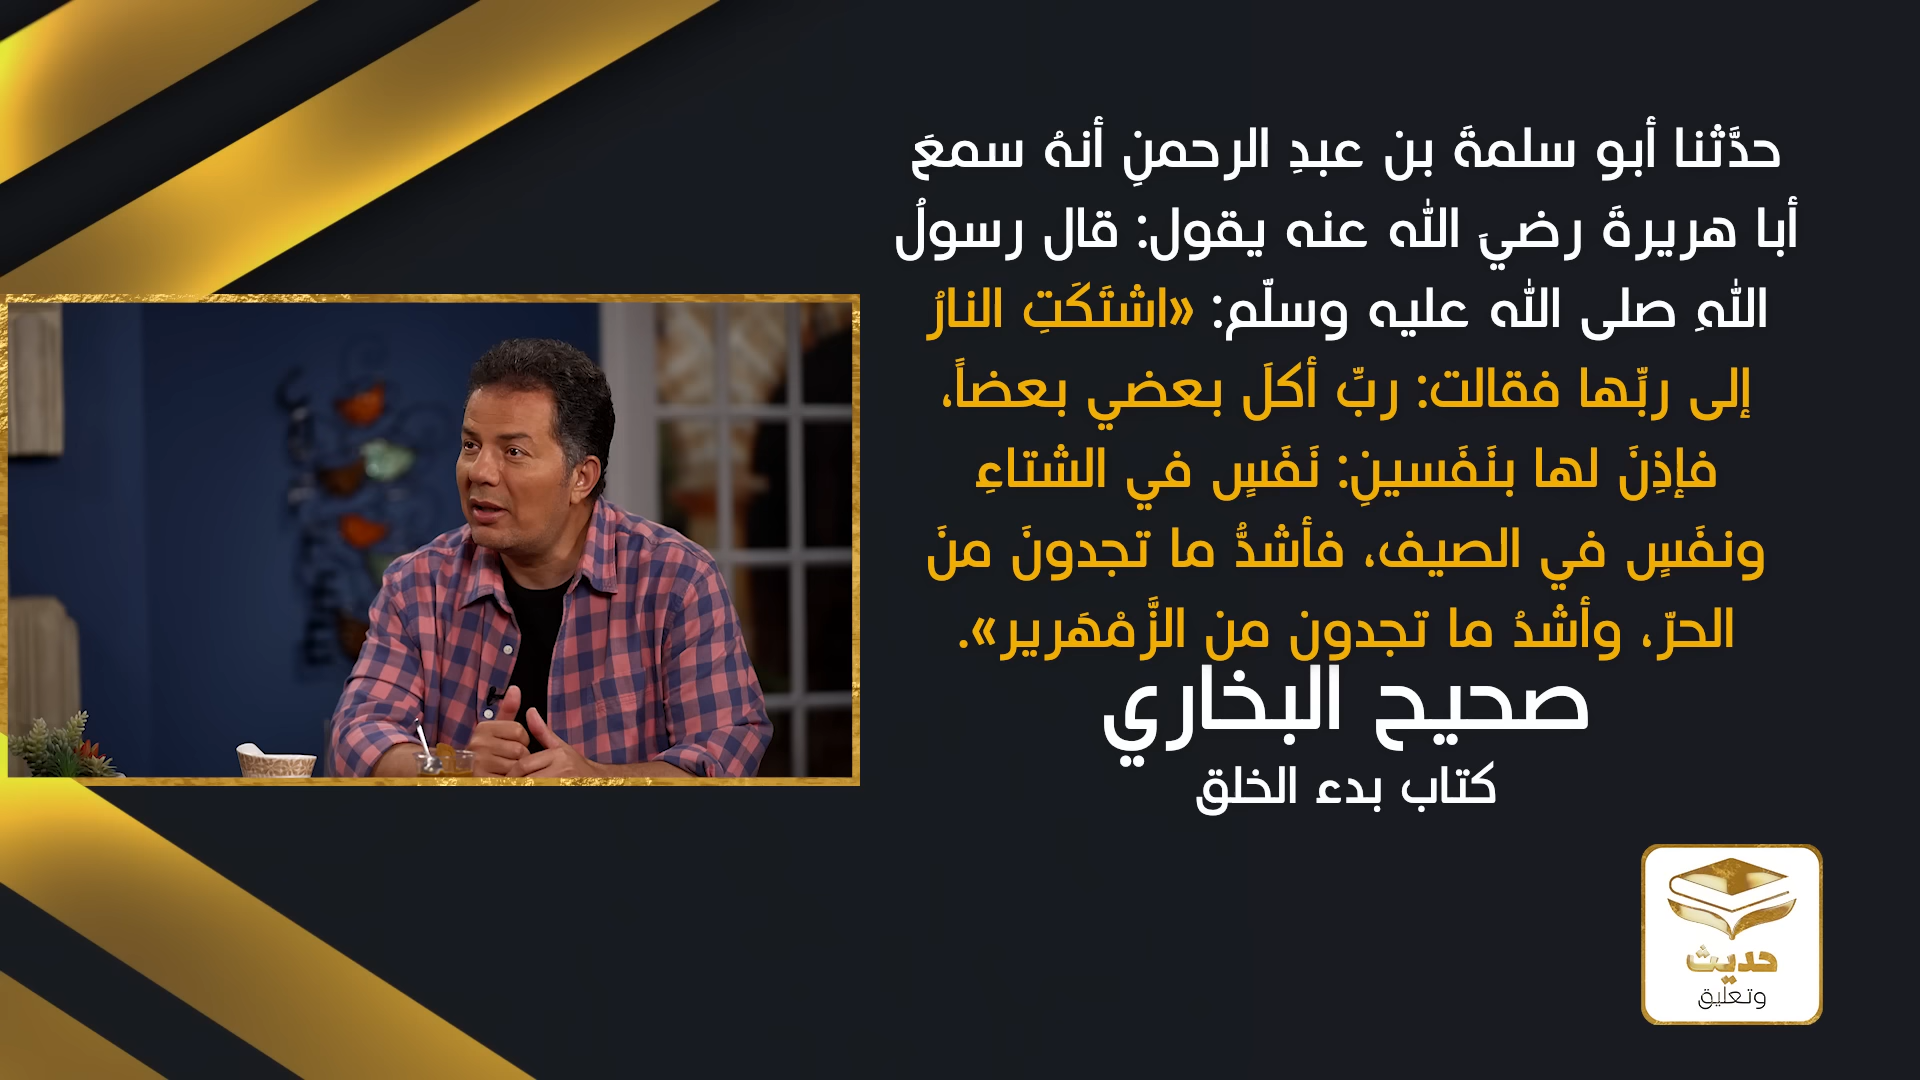 حدَّثنا أبو سلمةَ بن عبدِ الرحمنِ أنهُ سمعَ
أبا هريرةَ رضيَ الله عنه يقول: قال رسولُ
اللهِ صلى الله عليه وسلّم: «اشتَكَتِ النارُ
إلى ربِّها فقالت: ربِّ أكلَ بعضي بعضاً،
فإذِنَ لها بنَفَسينِ: نَفَسٍ في الشتاءِ
ونفَسٍ في الصيف، فأشدُّ ما تجدونَ منَ
الحرّ، وأشدُ ما تجدون من الزَّمْهَرير».
صحيح البخاري
كتاب بدء الخلق
حديث
وتعليق